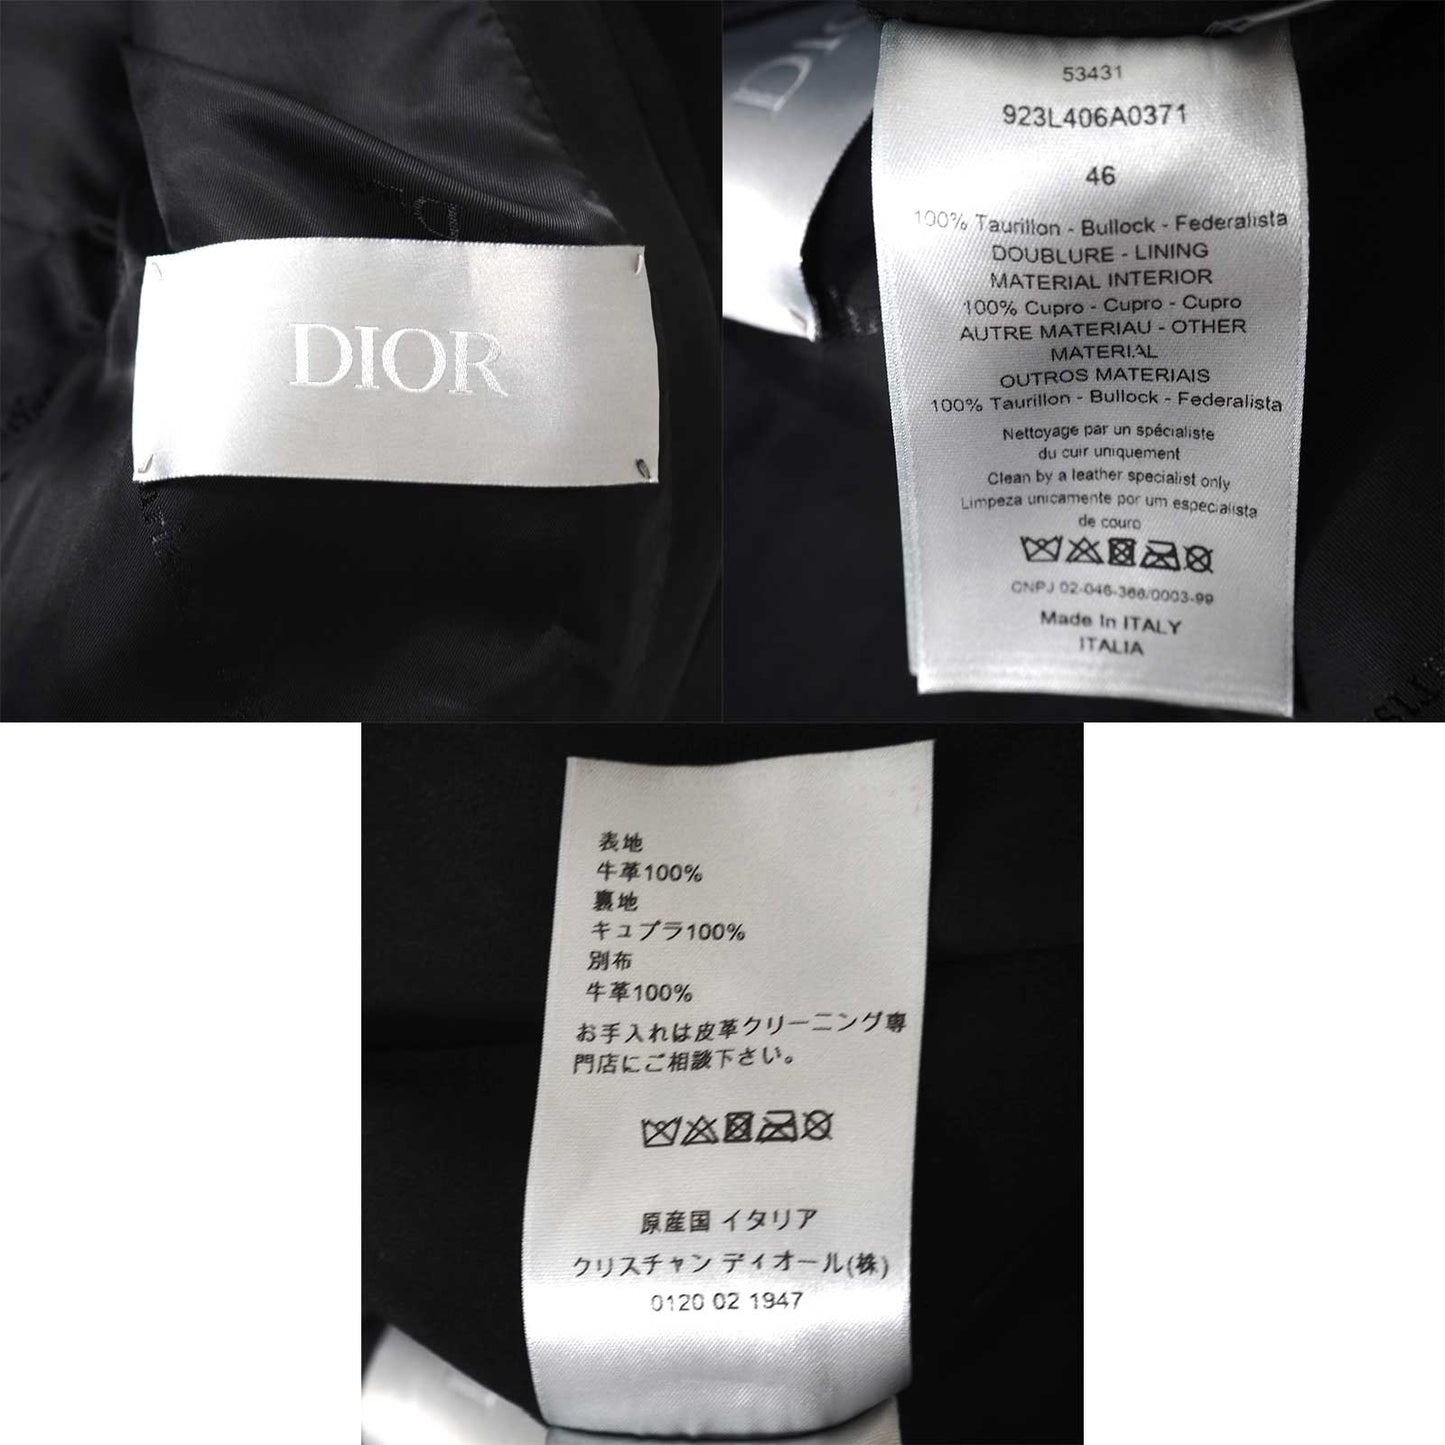 DIOR
53431
923L406A0371
46
100% Taurillon - Bullock - Federalista
DOUBLURE - LINING
MATERIAL INTERIOR
100% Cupro - Cupro - Cupro
AUTRE MATERIAU - OTHER
MATERIAL
OUTROS MATERIAIS
100% Taurillon - Bullock - Federalista
Nettoyage par un spécialiste
du cuir uniquement
Clean by a leather specialist only
Limpeza unicamente por um especialista
de couro
CNPJ 02-046-366/0003-99
Made In ITALY
ITALIA
表地
牛革100%
裏地
キュプラ100%
別布
牛革100%
お手入れは皮革クリーニング専
門店にご相談下さい。
原産国 イタリア
クリスチャン ディオール(株)
0120 02 1947